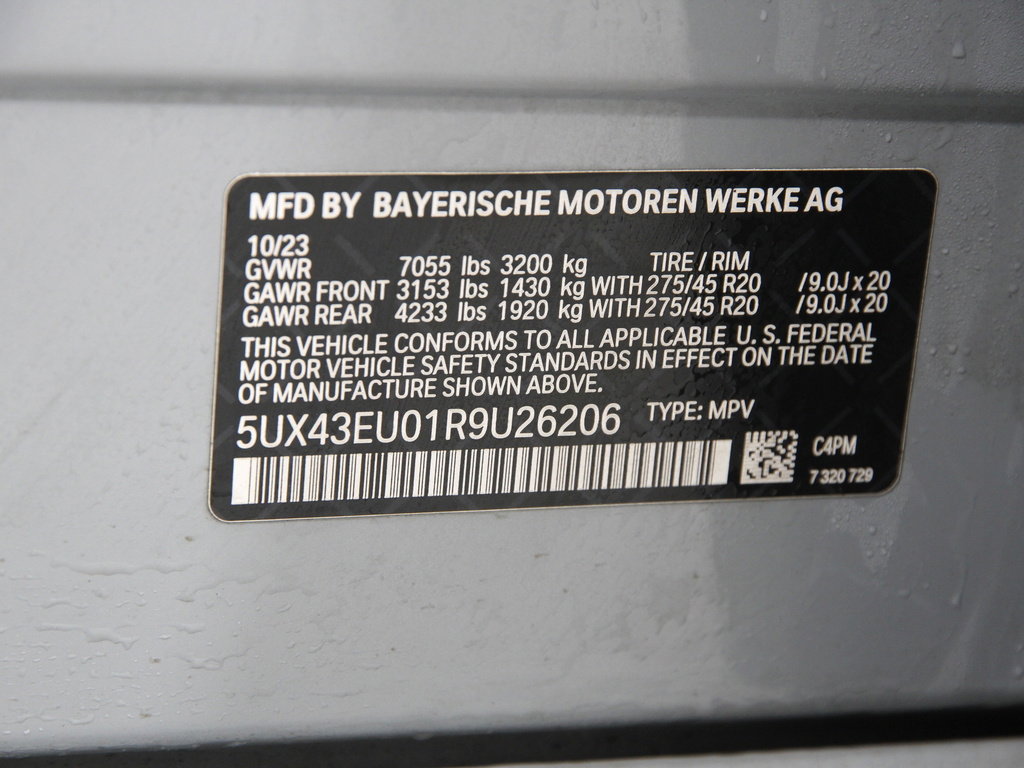 MFD BY BAYERISCHE MOTOREN WERKE AG
10/23
GVWR 7055 lbs 3200 kg TIRE / RIM
GAWR FRONT 3153 lbs 1430 kg WITH 275/45 R20 /9.0J x 20
GAWR REAR 4233 lbs 1920 kg WITH 275/45 R20 /9.0J x 20
THIS VEHICLE CONFORMS TO ALL APPLICABLE U. S. FEDERAL
MOTOR VEHICLE SAFETY STANDARDS IN EFFECT ON THE DATE
OF MANUFACTURE SHOWN ABOVE.
5UX43EU01R9U26206 TYPE: MPV
C4PM
7 320 729